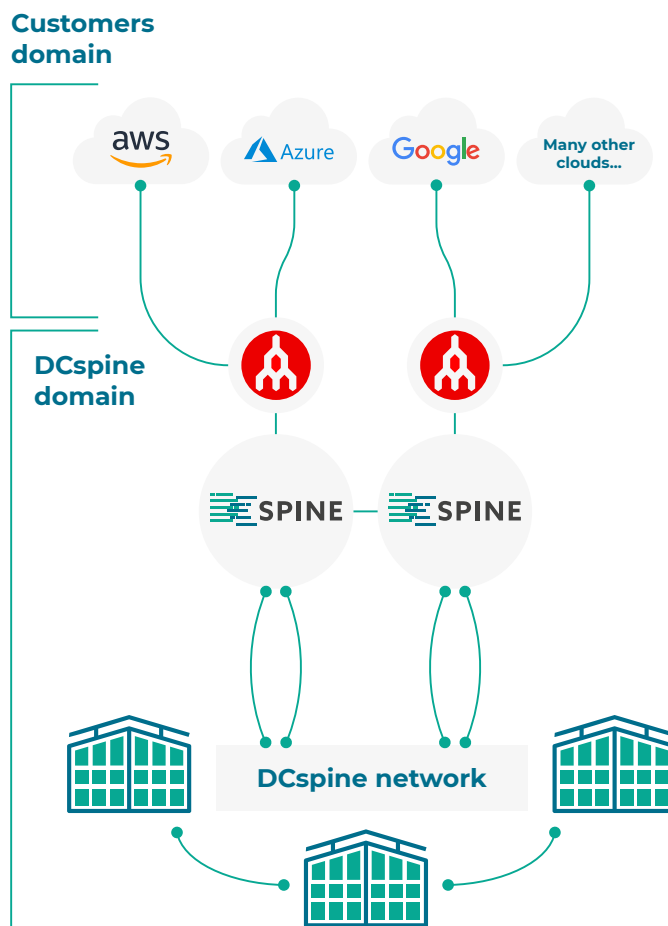 Customers
domain
aws
Azure
Google
Many other
clouds...
DCspine
domain
SPINE
SPINE
DCspine network